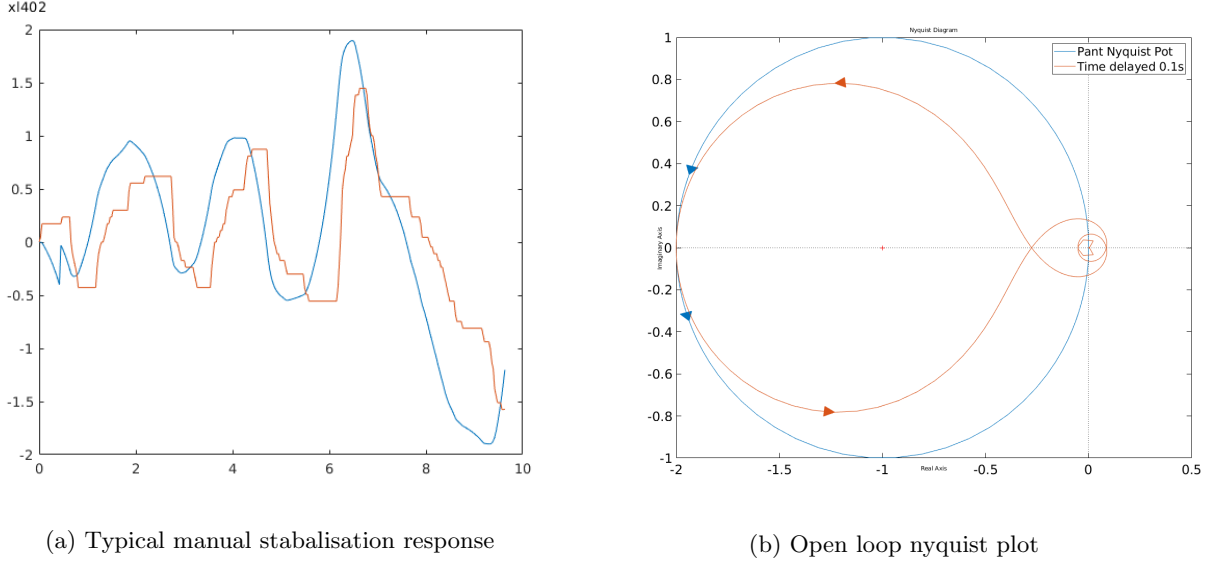 xl402
2
1.5
1
0.5
0
-0.5
-1
-1.5
-2
0 2 4 6 8 10
(a) Typical manual stabalisation response
Nyquist Diagram
Pant Nyquist Pot
Time delayed 0.1s
Imaginary Axis
1
0.8
0.6
0.4
0.2
0
-0.2
-0.4
-0.6
-0.8
-1
-2 -1.5 -1 -0.5 0 0.5
Real Axis
(b) Open loop nyquist plot